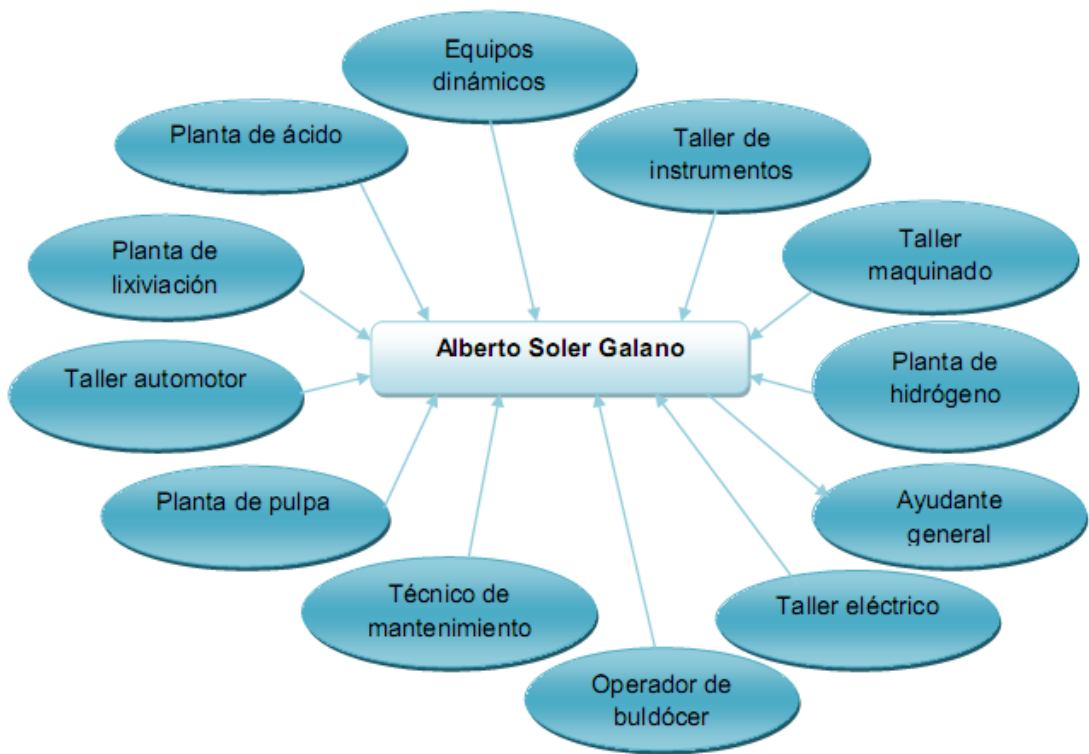 Equipos
dinámicos
Planta de ácido
Taller de
instrumentos
Planta de
lixiviación
Taller
maquinado
Alberto Soler Galano
Taller automotor
Planta de
hidrógeno
Planta de pulpa
Ayudante
general
Técnico de
mantenimiento
Taller eléctrico
Operador de
buldócer